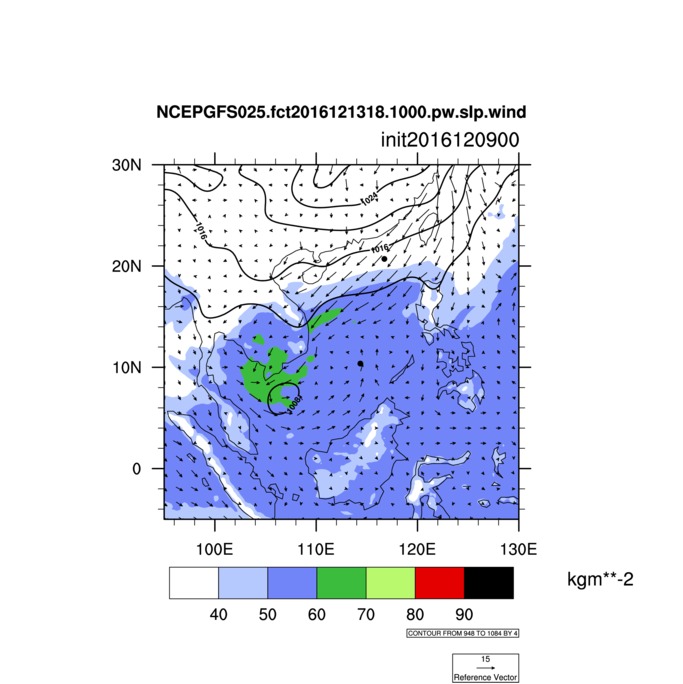 NCEPGFS025.fct2016121318.1000.pw.slp.wind
init2016120900
30N
1024
1016
1016
20N
10N
1008
0
100E 110E 120E 130E
kgm**-2
40 50 60 70 80 90
CONTOUR FROM 948 TO 1084 BY 4
15
Reference Vector